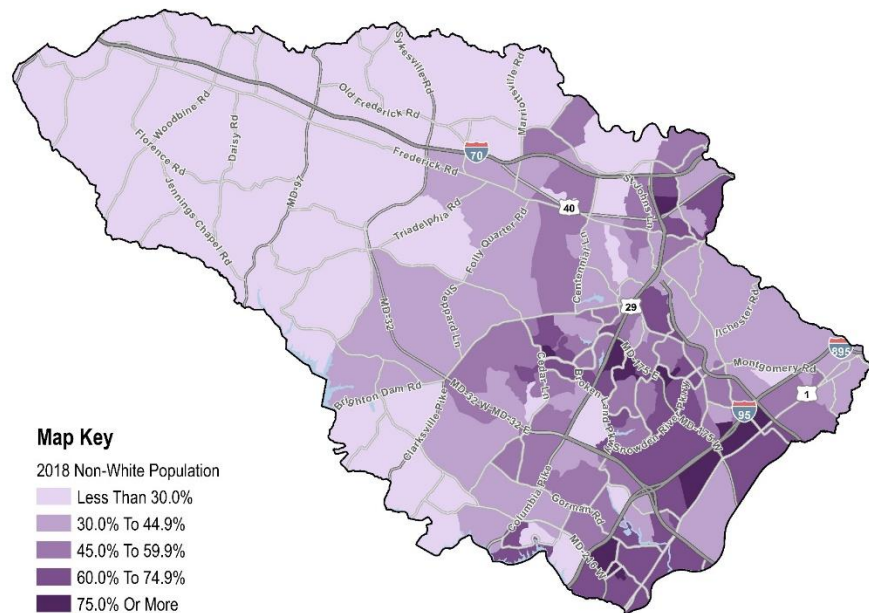 Sykesville Rd
Marriottsville Rd
Old Frederick Rd
Woodbine Rd
Florence Rd
Daisy Rd
Frederick Rd
70
St Johns Ln
MD-97
Jennings Chapel Rd
40
Triadelphia Rd
Folly Quarter Rd
Centennial Ln
29
Ilchester Rd
MD-32
Sheppard Ln
695
MD-175-E
Montgomery Rd
1
Cedar Ln
Broken Land Pkwy
Brighton Dam Rd
MD-32-W-MD-32-E
95
Snowden River Pkwy
MD-175-W
Clarksville Pike
Columbia Pike
Gorman Rd
MD-216-W
Map Key
2018 Non-White Population
Less Than 30.0%
30.0% To 44.9%
45.0% To 59.9%
60.0% To 74.9%
75.0% Or More